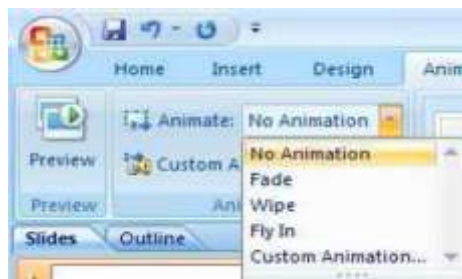 Home Insert Design Anim
Animate: No Animation
Preview
Custom A
No Animation
Fade
Wipe
Fly In
Custom Animation...
Preview Ani
Slides Outline